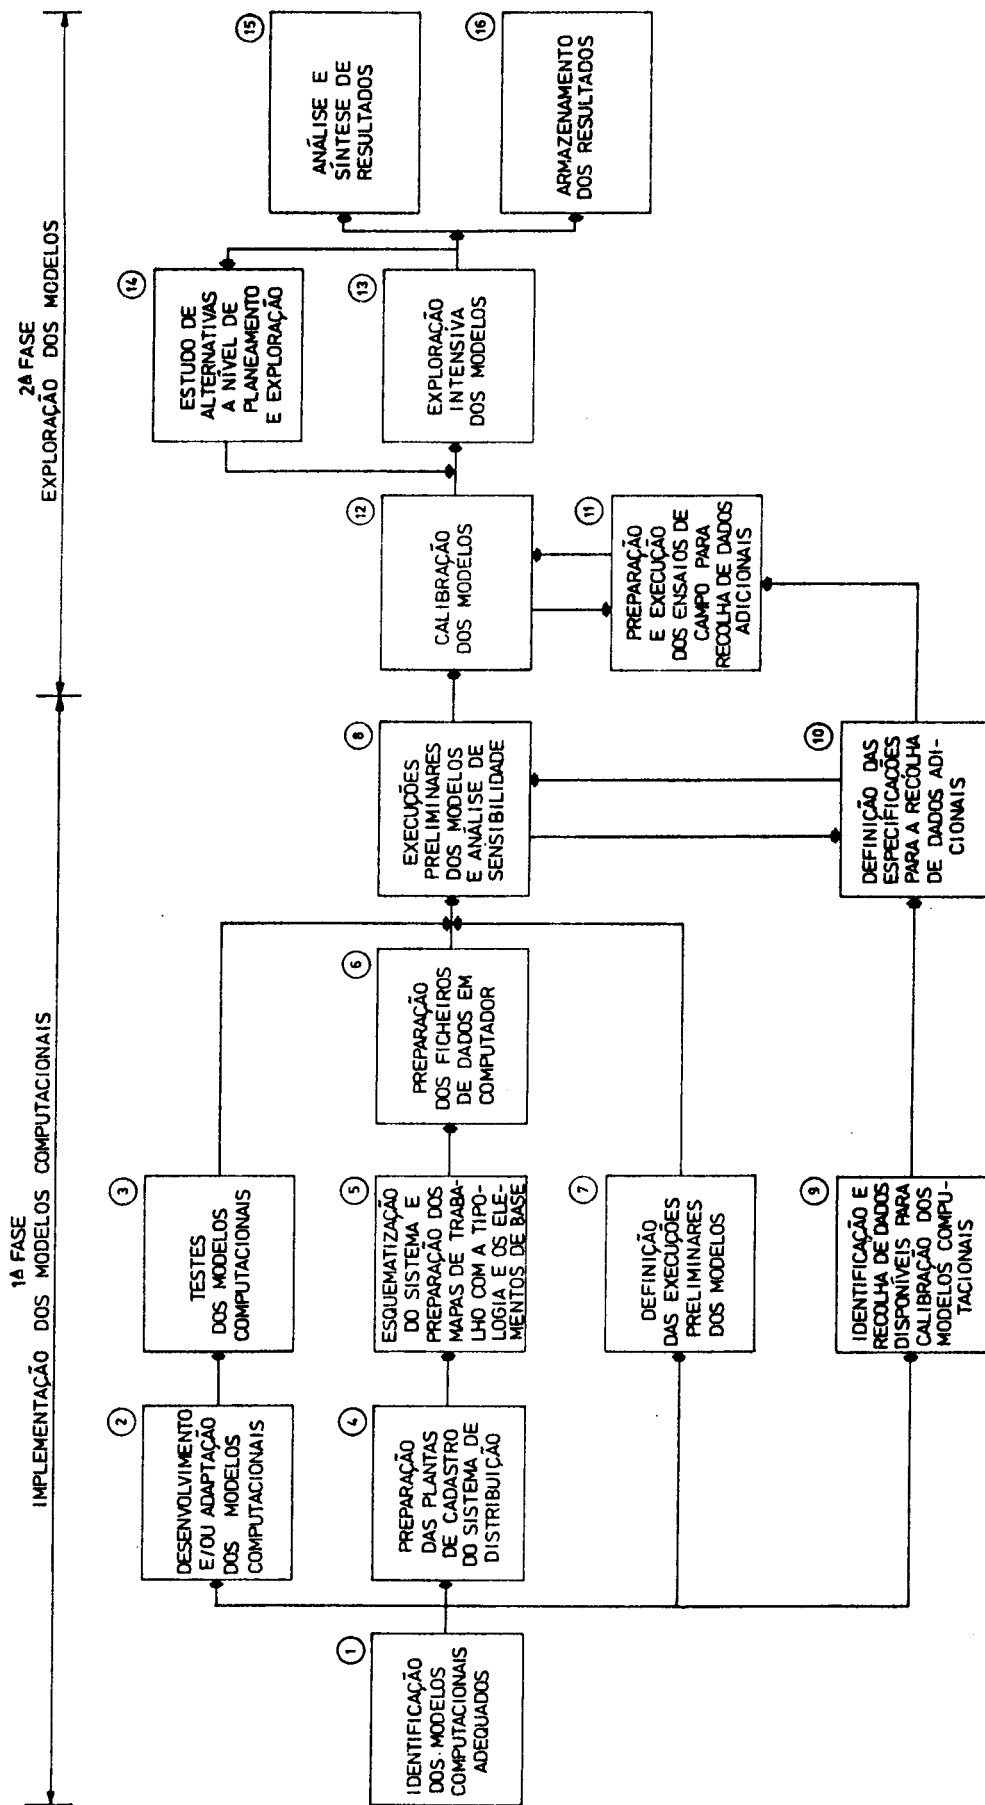 1ª FASE
IMPLEMENTAÇÃO DOS MODELOS COMPUTACIONAIS
2ª FASE
EXPLORAÇÃO DOS MODELOS
1
IDENTIFICAÇÃO
DOS MODELOS
COMPUTACIONAIS
ADEQUADOS
2
DESENVOLVIMENTO
E/OU ADAPTAÇÃO
DOS MODELOS
COMPUTACIONAIS
3
TESTES
DOS MODELOS
COMPUTACIONAIS
4
PREPARAÇÃO
DAS PLANTAS
DE CADASTRO
DO SISTEMA DE
DISTRIBUIÇÃO
5
ESQUEMATIZAÇÃO
DO SISTEMA E
PREPARAÇÃO DOS
MAPAS DE TRABA-
LHO COM A TIPO-
LOGIA E OS ELE-
MENTOS DE BASE
6
PREPARAÇÃO
DOS FICHEIROS
DE DADOS EM
COMPUTADOR
7
DEFINIÇÃO
DAS EXECUÇÕES
PRELIMINARES
DOS MODELOS
8
EXECUÇÕES
PRELIMINARES
DOS MODELOS
E ANÁLISE DE
SENSIBILIDADE
9
IDENTIFICAÇÃO E
RECOLHA DE DADOS
DISPONÍVEIS PARA
CALIBRAÇÃO DOS
MODELOS COMPU-
TACIONAIS
10
DEFINIÇÃO DAS
ESPECIFICAÇÕES
PARA A RECOLHA
DE DADOS ADI-
CIONAIS
11
PREPARAÇÃO
E EXECUÇÃO
DOS ENSAIOS DE
CAMPO PARA
RECOLHA DE DADOS
ADICIONAIS
12
CALIBRAÇÃO
DOS MODELOS
13
EXPLORAÇÃO
INTENSIVA
DOS MODELOS
14
ESTUDO DE
ALTERNATIVAS
A NÍVEL DE
PLANEAMENTO
E EXPLORAÇÃO
15
ANÁLISE E
SÍNTESE DE
RESULTADOS
16
ARMAZENAMENTO
DOS RESULTADOS